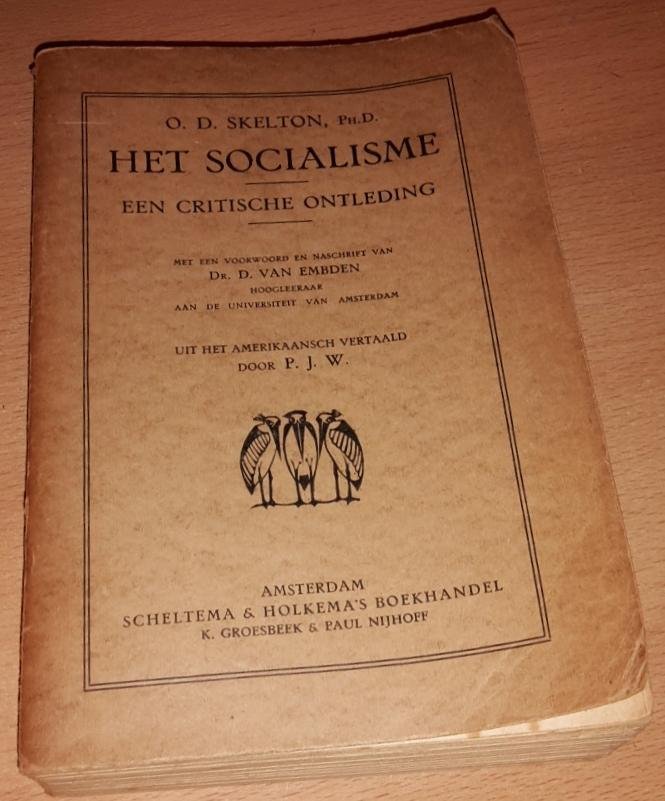 O. D. SKELTON, PH.D.
HET SOCIALISME
EEN CRITISCHE ONTLEDING
MET EEN VOORWOORD EN NASCHRIFT VAN
DR. D. VAN EMBDEN
HOOGLEERAAR
AAN DE UNIVERSITEIT VAN AMSTERDAM
UIT HET AMERIKAANSCH VERTAALD
DOOR P. J. W.
AMSTERDAM
SCHELTEMA & HOLKEMA'S BOEKHANDEL
K. GROESBEEK & PAUL NIJHOFF